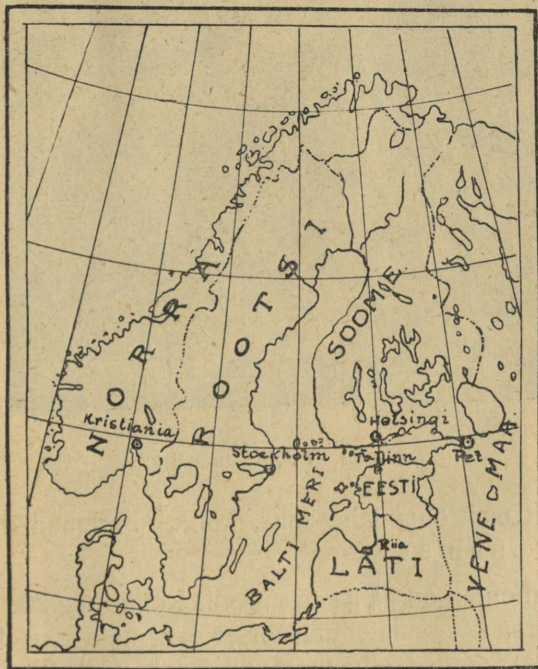 NORRA
ROOTSI
SOOME
Kristiania
Helsingi
Stockholm
Tallinn
Pet
EESTI
BALTI MERI
Riia
LÄTI
VENEMAA